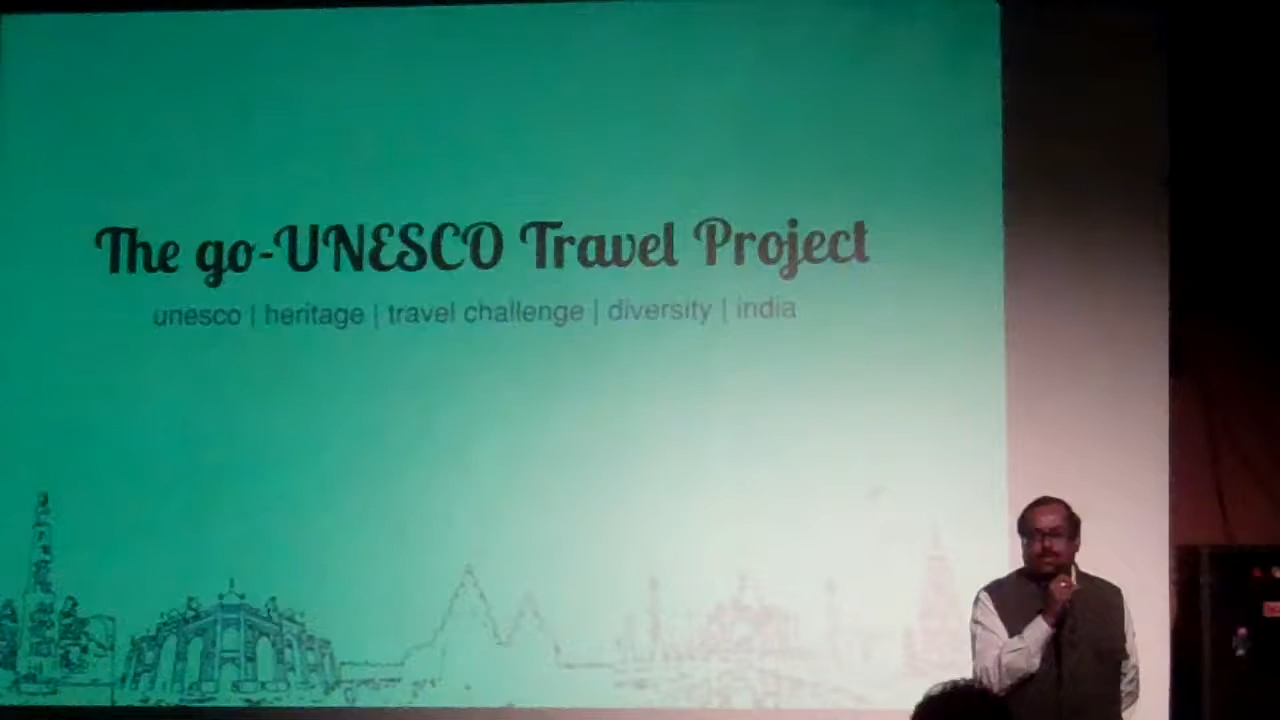 The go-UNESCO Travel Project
unesco | heritage | travel challenge | diversity | india